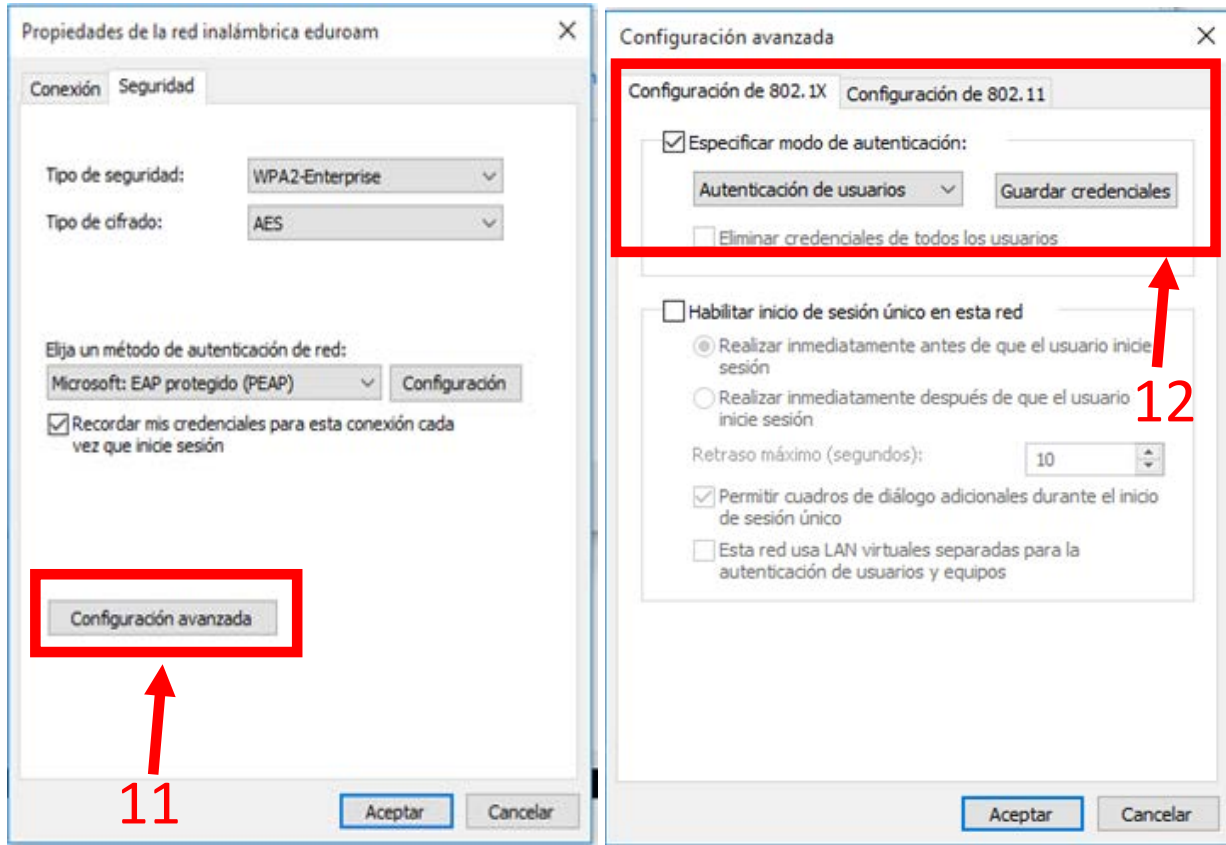 Propiedades de la red inalámbrica eduroam
Conexión Seguridad
Tipo de seguridad: WPA2-Enterprise
Tipo de cifrado: AES
Elija un método de autenticación de red:
Microsoft: EAP protegido (PEAP) Configuración
Recordar mis credenciales para esta conexión cada
vez que inicie sesión
Configuración avanzada
11
Aceptar Cancelar
Configuración avanzada
Configuración de 802.1X Configuración de 802.11
Especificar modo de autenticación:
Autenticación de usuarios Guardar credenciales
Eliminar credenciales de todos los usuarios
Habilitar inicio de sesión único en esta red
Realizar inmediatamente antes de que el usuario inicie
sesión
Realizar inmediatamente después de que el usuario
inicie sesión
12
Retraso máximo (segundos): 10
Permitir cuadros de diálogo adicionales durante el inicio
de sesión único
Esta red usa LAN virtuales separadas para la
autenticación de usuarios y equipos
Aceptar Cancelar